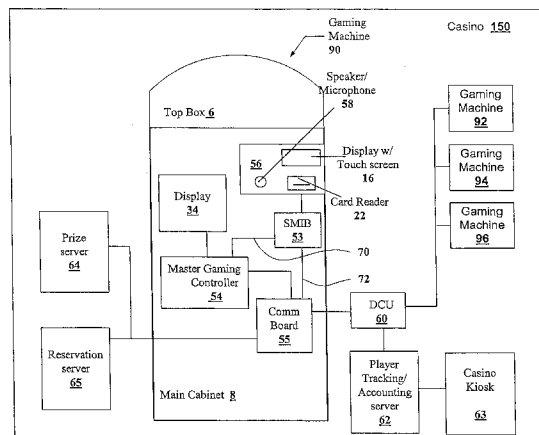 Gaming
Machine
90
Casino 150
Speaker/
Microphone
58
Top Box 6
Gaming
Machine
92
56
Display w/
Touch screen
16
Gaming
Machine
94
Display
34
Card Reader
22
SMIB
53
Gaming
Machine
96
Prize
server
64
70
Master Gaming
Controller
54
72
Comm
Board
55
DCU
60
Reservation
server
65
Player
Tracking/
Accounting
server
62
Casino
Kiosk
63
Main Cabinet 8